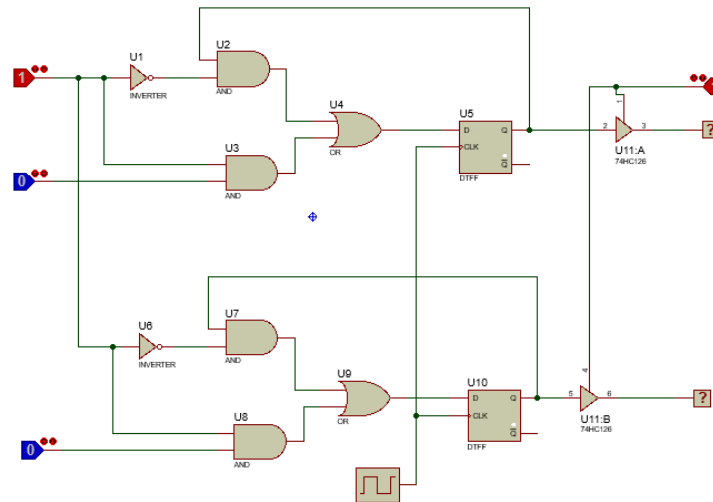 U1
INVERTER
1
U2
AND
U4
OR
U3
AND
0
U5
D
Q
CLK
Q
DTFF
1
2
3
U11:A
74HC126
?
U6
INVERTER
U7
AND
U9
OR
U8
AND
0
U10
D
Q
CLK
Q
DTFF
4
5
6
U11:B
74HC126
?